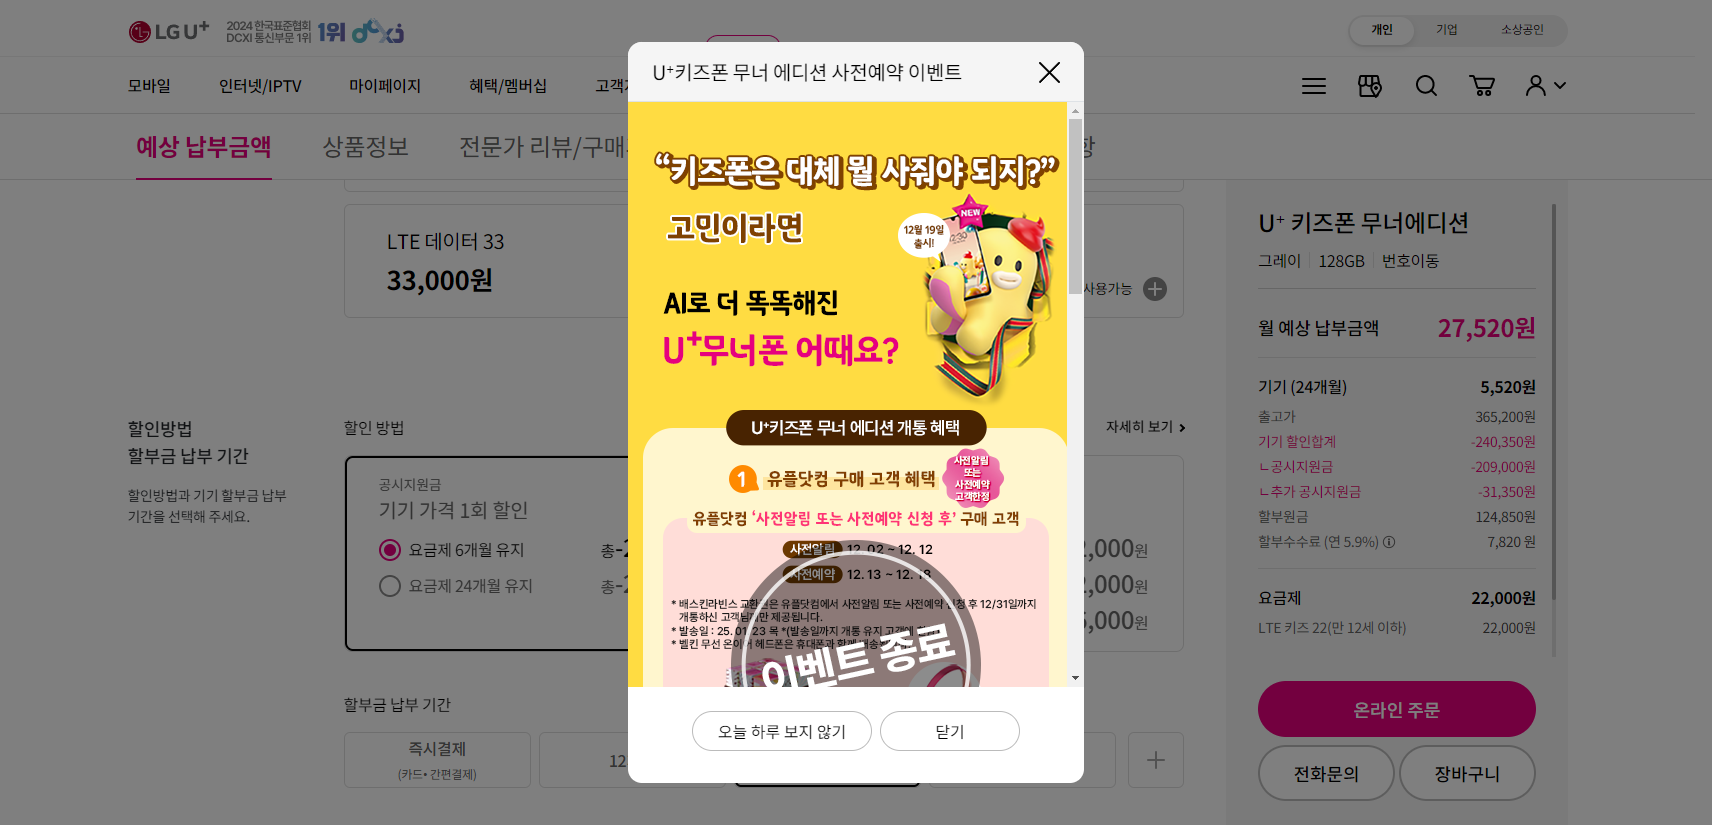 LG U+
2024 한국표준협회
DCXI 통신부문 1위
1위 dcxi
개인
기업
소상공인
모바일
인터넷/IPTV
마이페이지
혜택/멤버십
예상 납부금액
상품정보
전문가 리뷰/구매
LTE 데이터 33
33,000원
사용가능
할인방법
할부금 납부 기간
할인방법과 기기 할부금 납부
기간을 선택해 주세요.
할인 방법
자세히 보기
공시지원금
기기 가격 1회 할인
요금제 6개월 유지
총
요금제 24개월 유지
총
,000원
,000원
,000원
할부금 납부 기간
즉시결제
(카드• 간편결제)
12
U+키즈폰 무너 에디션 사전예약 이벤트
“키즈폰은 대체 뭘 사줘야 되지?”
고민이라면
NEW
12월 19일
출시!
AI로 더 똑똑해진
U+무너폰 어때요?
U+키즈폰 무너 에디션 개통 혜택
1 유플닷컴 구매 고객 혜택
사전알림
또는
사전예약
고객한정
유플닷컴 ‘사전알림 또는 사전예약 신청 후’ 구매 고객
사전알림 12. 02 ~ 12. 12
사전예약 12. 13 ~ 12. 18
* 배스킨라빈스 교환권은 유플닷컴에서 사전알림 또는 사전예약 신청 후 12/31일까지
개통하신 고객님께만 제공됩니다.
* 발송일 : 25. 01. 23 목 *(발송일까지 개통 유지 고객에 한함)
* 벨킨 무선 온이어 헤드폰은 휴대폰과 함께
이벤트 종료
오늘 하루 보지 않기
닫기
U+ 키즈폰 무너에디션
그레이 128GB 번호이동
월 예상 납부금액 27,520원
기기 (24개월) 5,520원
출고가 365,200원
기기 할인합계 -240,350원
ㄴ공시지원금 -209,000원
ㄴ추가 공시지원금 -31,350원
할부원금 124,850원
할부수수료 (연 5.9%) 7,820 원
요금제 22,000원
LTE 키즈 22(만 12세 이하) 22,000원
온라인 주문
전화문의
장바구니